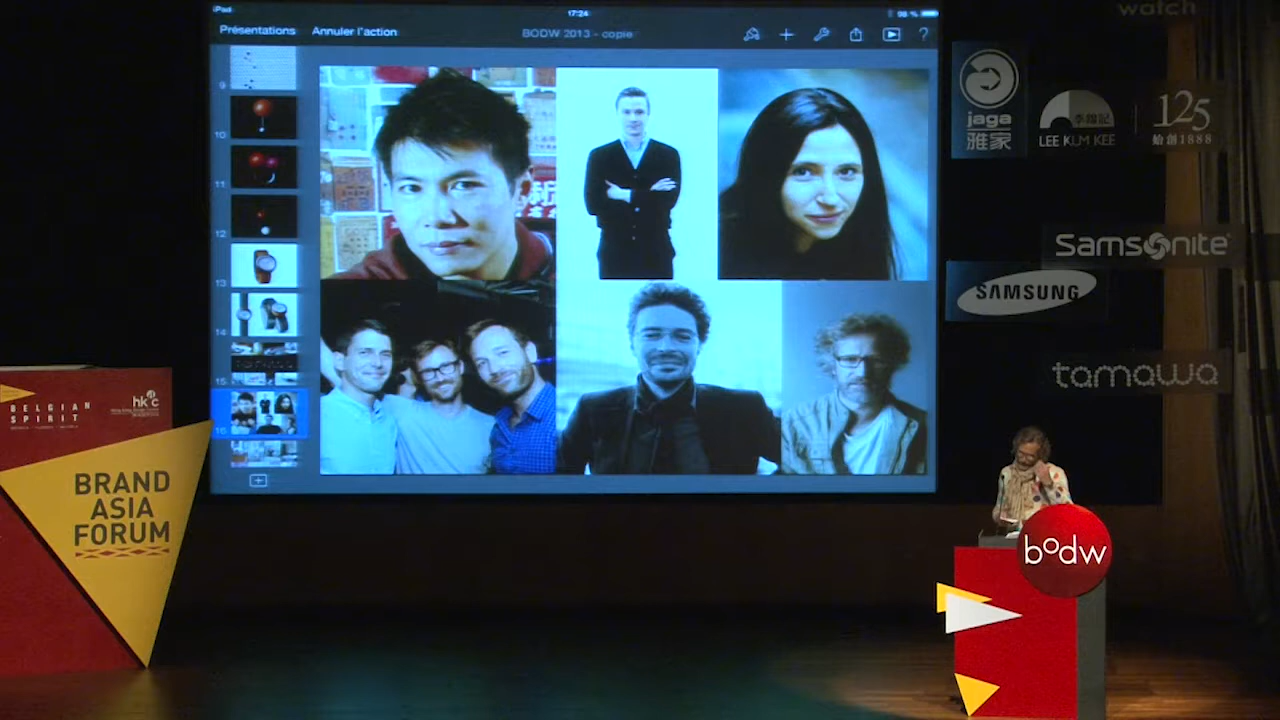 iPad
17:24
98 %
Présentations
Annuler l'action
BODW 2013 - copie
?
9
10
11
12
13
14
15
16
watch
jaga
雅家
李錦記
LEE KUM KEE
125
始創1888
Samsonite
SAMSUNG
tamawa
BELGIAN
SPIRIT
BRAND
ASIA
FORUM
bodw